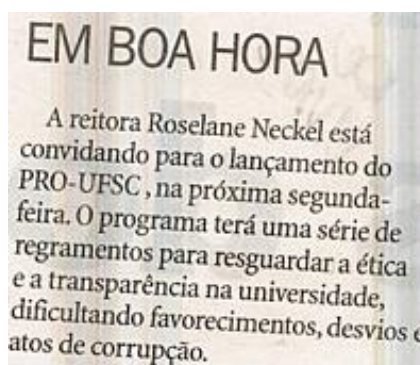 EM BOA HORA
A reitora Roselane Neckel está
convidando para o lançamento do
PRO-UFSC, na próxima segunda-
feira. O programa terá uma série de
regramentos para resguardar a ética
e a transparência na universidade,
dificultando favorecimentos, desvios e
atos de corrupção.